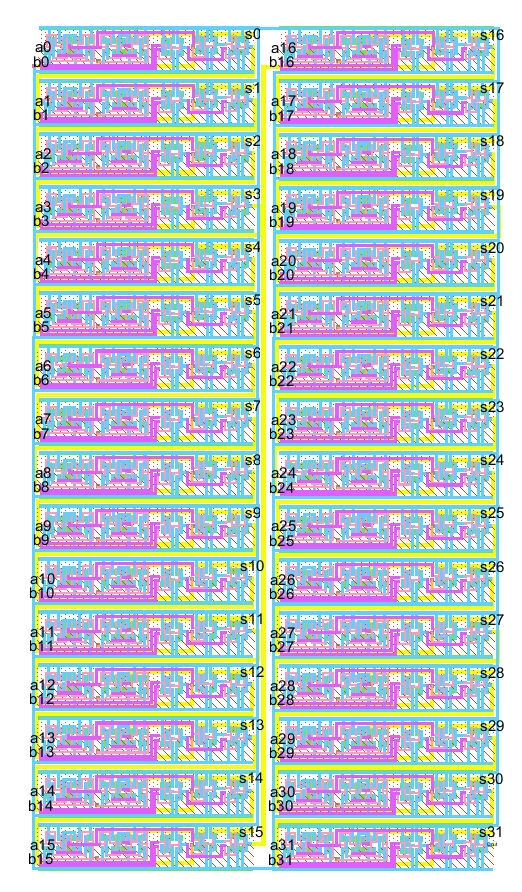 s0 s16
a0 a16
b0 b16
s1 s17
a1 a17
b1 b17
s2 s18
a2 a18
b2 b18
s3 s19
a3 a19
b3 b19
s4 s20
a4 a20
b4 b20
s5 s21
a5 a21
b5 b21
s6 s22
a6 a22
b6 b22
s7 s23
a7 a23
b7 b23
s8 s24
a8 a24
b8 b24
s9 s25
a9 a25
b9 b25
s10 s26
a10 a26
b10 b26
s11 s27
a11 a27
b11 b27
s12 s28
a12 a28
b12 b28
s13 s29
a13 a29
b13 b29
s14 s30
a14 a30
b14 b30
s15 s31
a15 a31
b15 b31